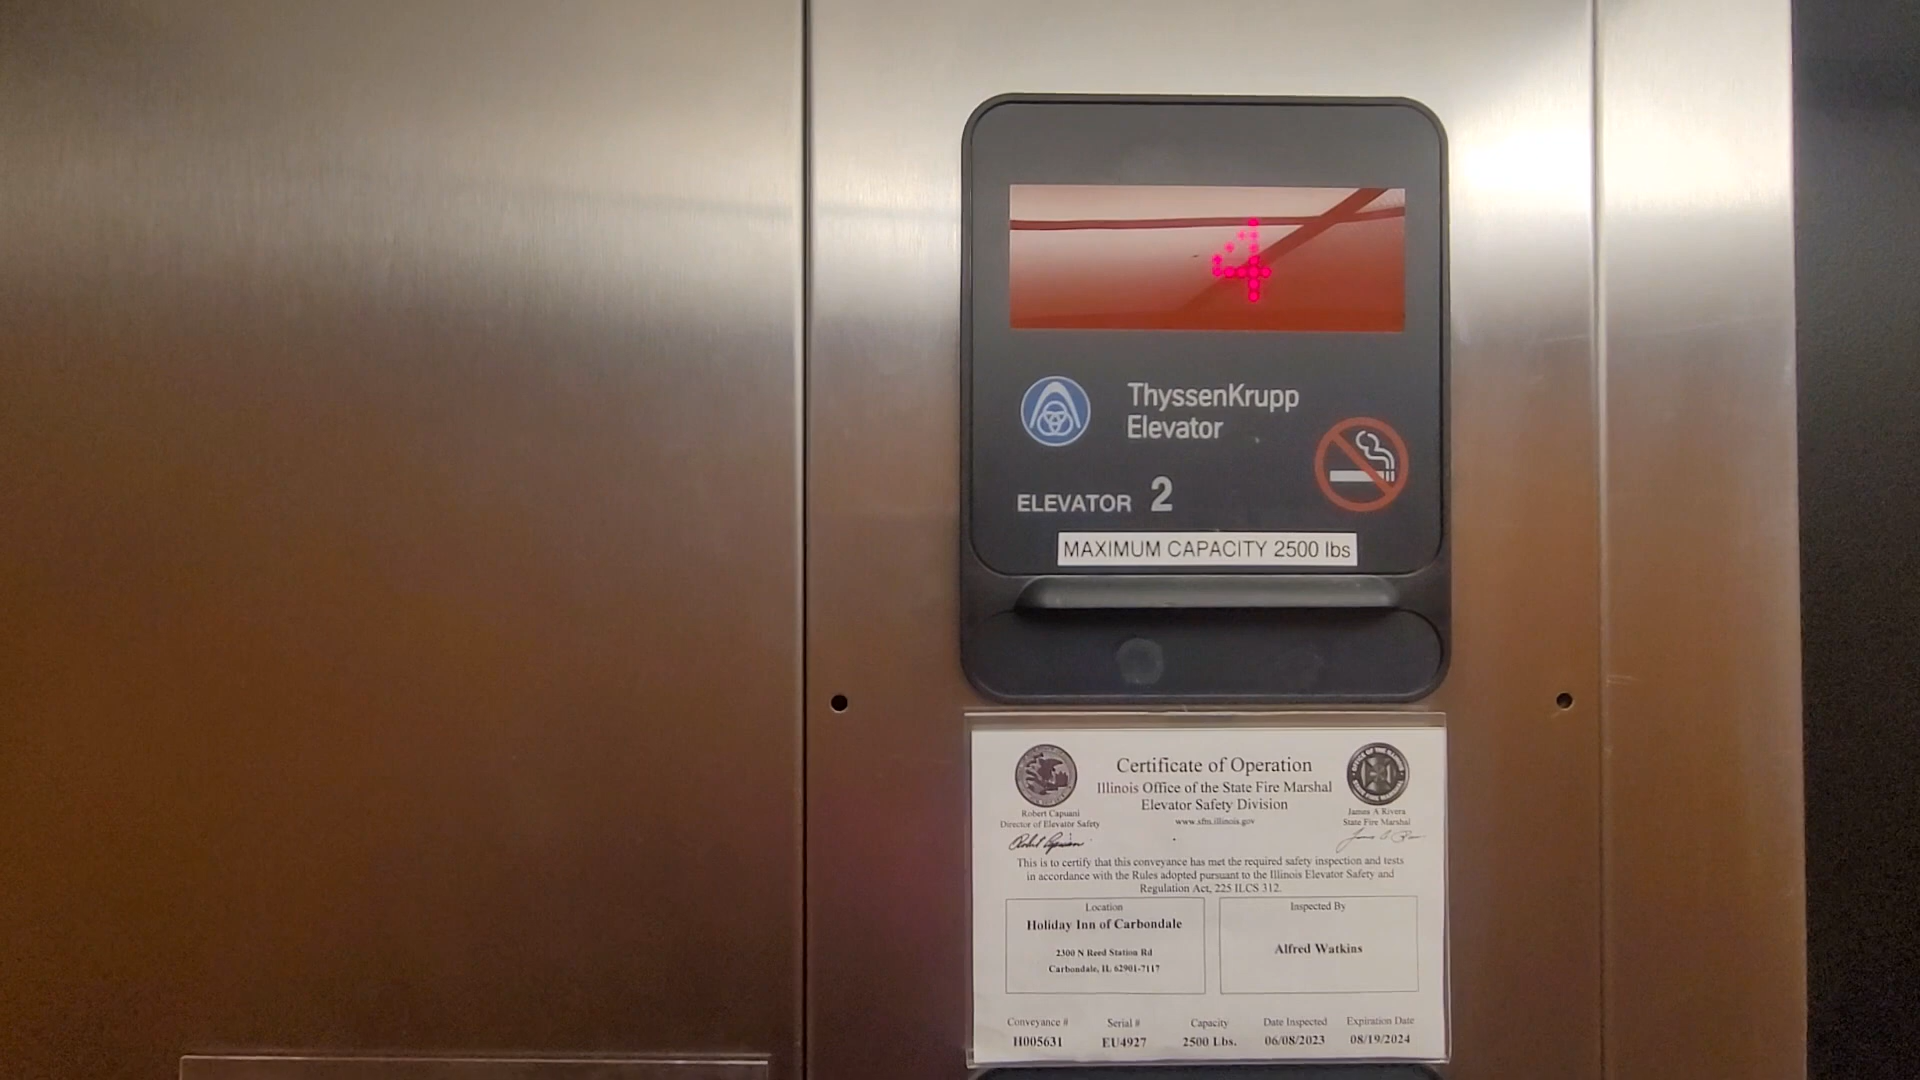 4
ThyssenKrupp
Elevator
ELEVATOR 2
MAXIMUM CAPACITY 2500 lbs
Certificate of Operation
Illinois Office of the State Fire Marshal
Elevator Safety Division
www.sfm.illinois.gov
Robert Capuani
Director of Elevator Safety
James A Rivera
State Fire Marshal
This is to certify that this conveyance has met the required safety inspection and tests
in accordance with the Rules adopted pursuant to the Illinois Elevator Safety and
Regulation Act, 225 ILCS 312.
Location
Holiday Inn of Carbondale
2300 N Reed Station Rd
Carbondale, IL 62901-7117
Inspected By
Alfred Watkins
Conveyance # Serial # Capacity Date Inspected Expiration Date
H005631 EU4927 2500 Lbs. 06/08/2023 08/19/2024